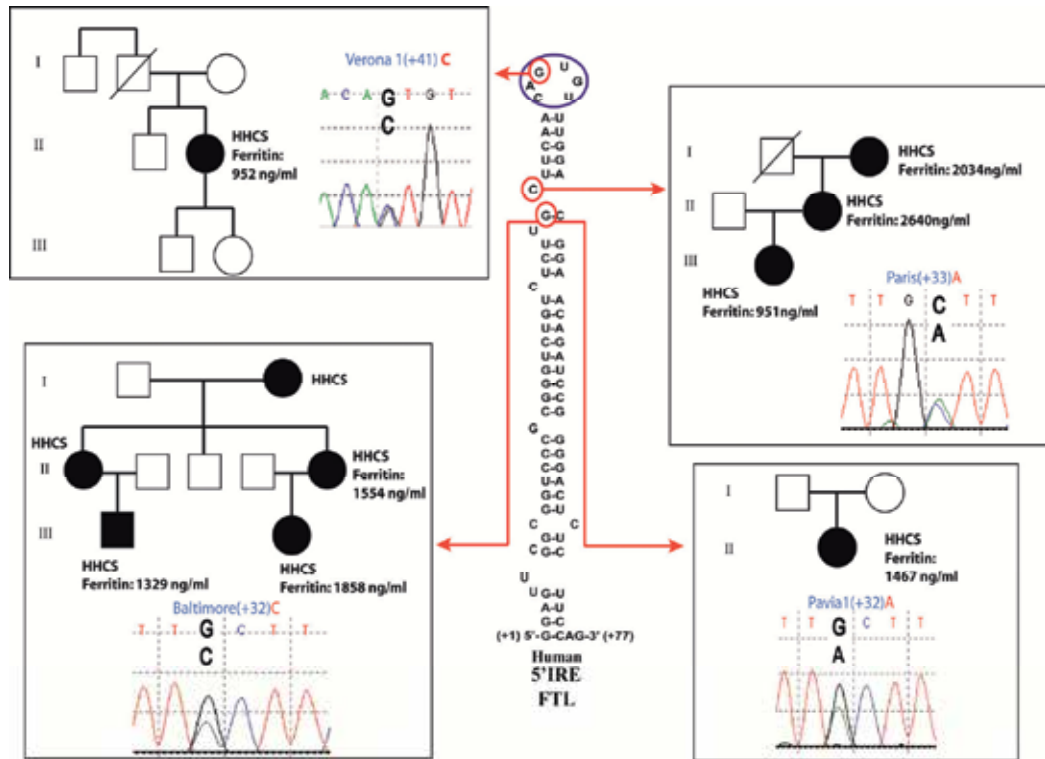 I
II
III
HHCS
Ferritin:
952 ng/ml
Verona 1(+41) C
A C A G T G T
C
G U
A G
C U
A-U
A-U
C-G
U-U
U-A
C
G-C
U
U-G
C-G
U-A
C
U-A
G-C
U-A
C-G
U-A
G-U
G-C
C-G
C-G
G
C-G
C-G
G-C
U-A
G-C
G-U
C C
G-U
C G-C
U
U G-U
A-U
G-C
(+1) 5'-G-CAG-3' (+77)
Human
5'IRE
FTL
I
II
III
HHCS
Ferritin: 2034ng/ml
HHCS
Ferritin: 2640ng/ml
HHCS
Ferritin: 951ng/ml
Paris(+33)A
T T G C T T
A
I
II
III
HHCS
HHCS
HHCS
Ferritin:
1554 ng/ml
HHCS
Ferritin: 1329 ng/ml
HHCS
Ferritin: 1858 ng/ml
Baltimore(+32)C
T T G C T T
C
I
II
HHCS
Ferritin:
1467 ng/ml
Pavia1(+32)A
T T G C T T
A